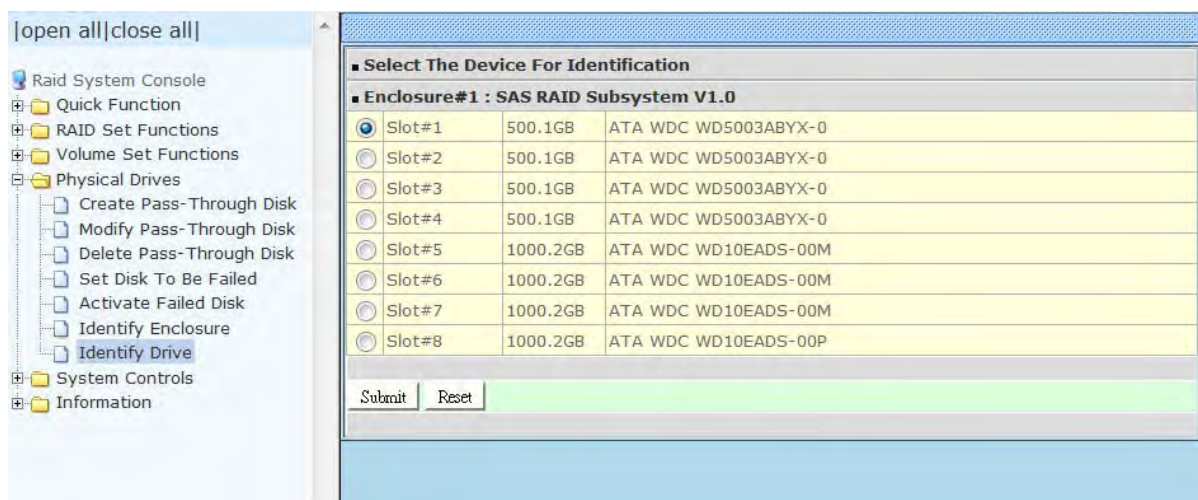 |open all|close all|
Raid System Console
Quick Function
RAID Set Functions
Volume Set Functions
Physical Drives
Create Pass-Through Disk
Modify Pass-Through Disk
Delete Pass-Through Disk
Set Disk To Be Failed
Activate Failed Disk
Identify Enclosure
Identify Drive
System Controls
Information
Select The Device For Identification
Enclosure#1 : SAS RAID Subsystem V1.0
Slot#1 500.1GB ATA WDC WD5003ABYX-0
Slot#2 500.1GB ATA WDC WD5003ABYX-0
Slot#3 500.1GB ATA WDC WD5003ABYX-0
Slot#4 500.1GB ATA WDC WD5003ABYX-0
Slot#5 1000.2GB ATA WDC WD10EADS-00M
Slot#6 1000.2GB ATA WDC WD10EADS-00M
Slot#7 1000.2GB ATA WDC WD10EADS-00M
Slot#8 1000.2GB ATA WDC WD10EADS-00P
Submit Reset